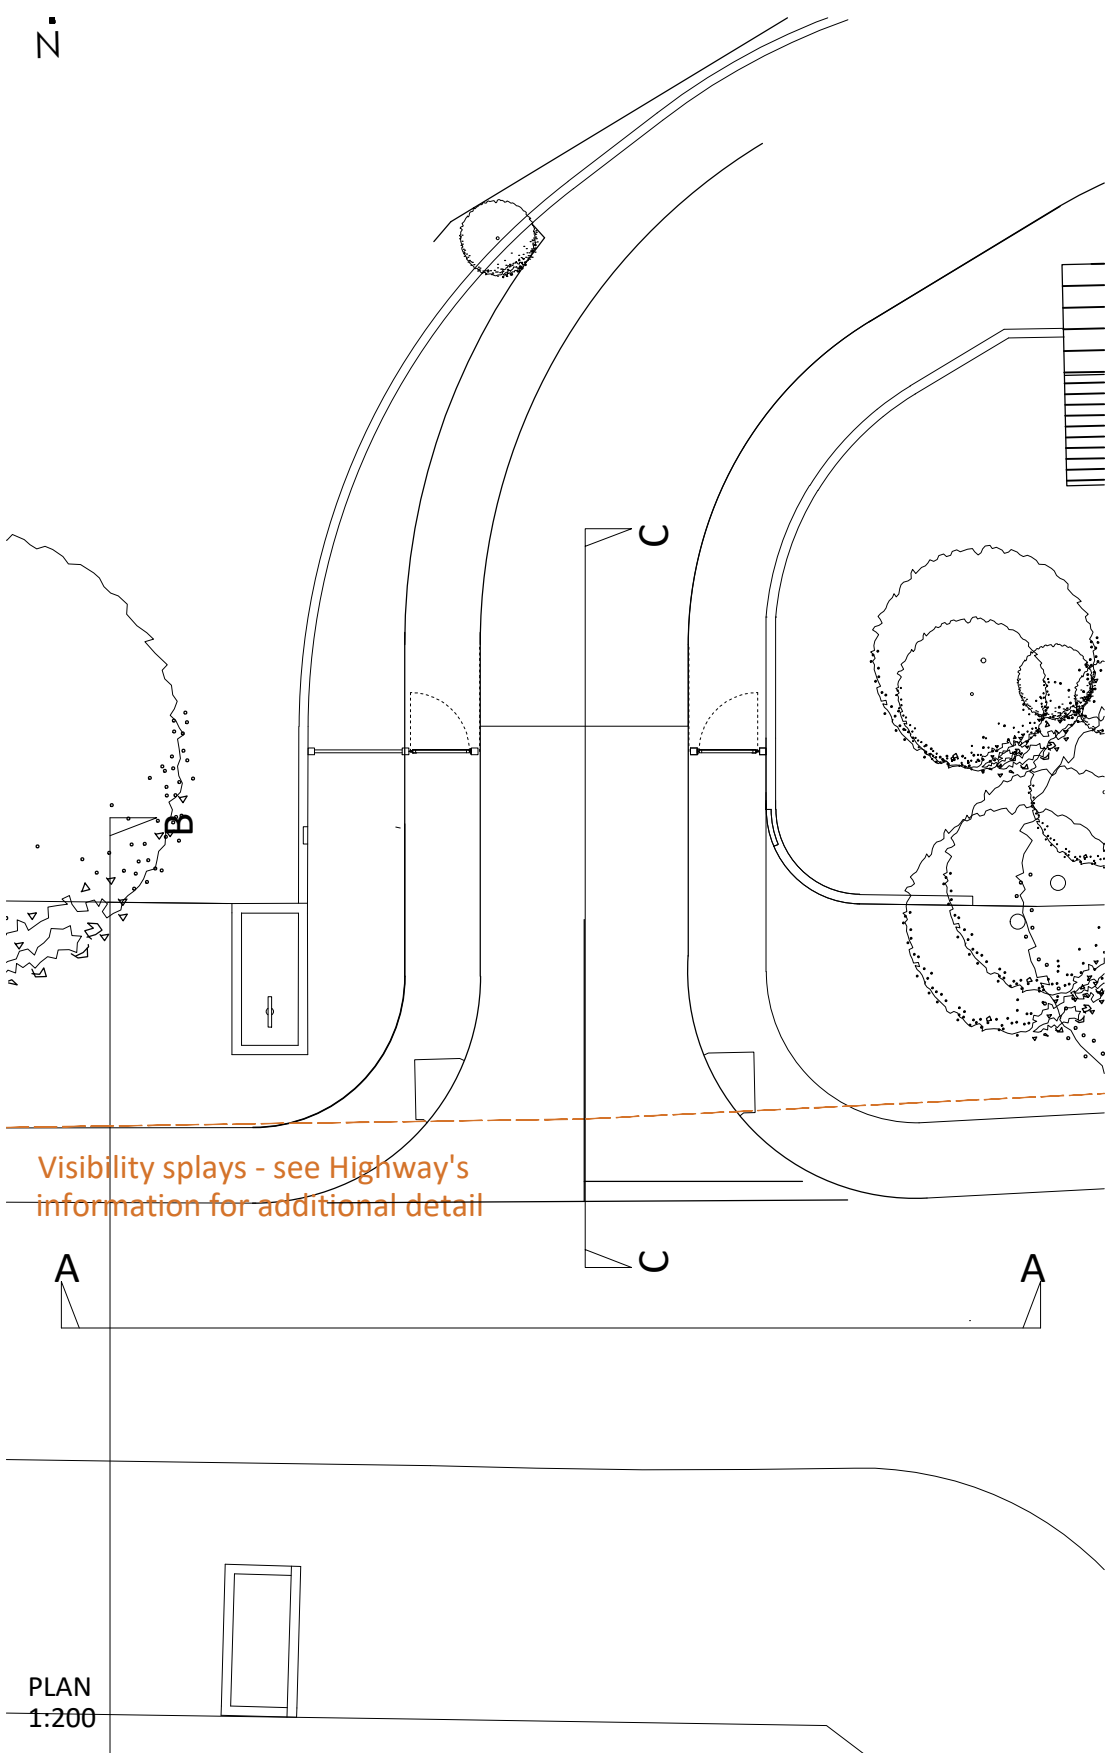 N
C
B
Visibility splays - see Highway's
information for additional detail
A
C
A
PLAN
1:200